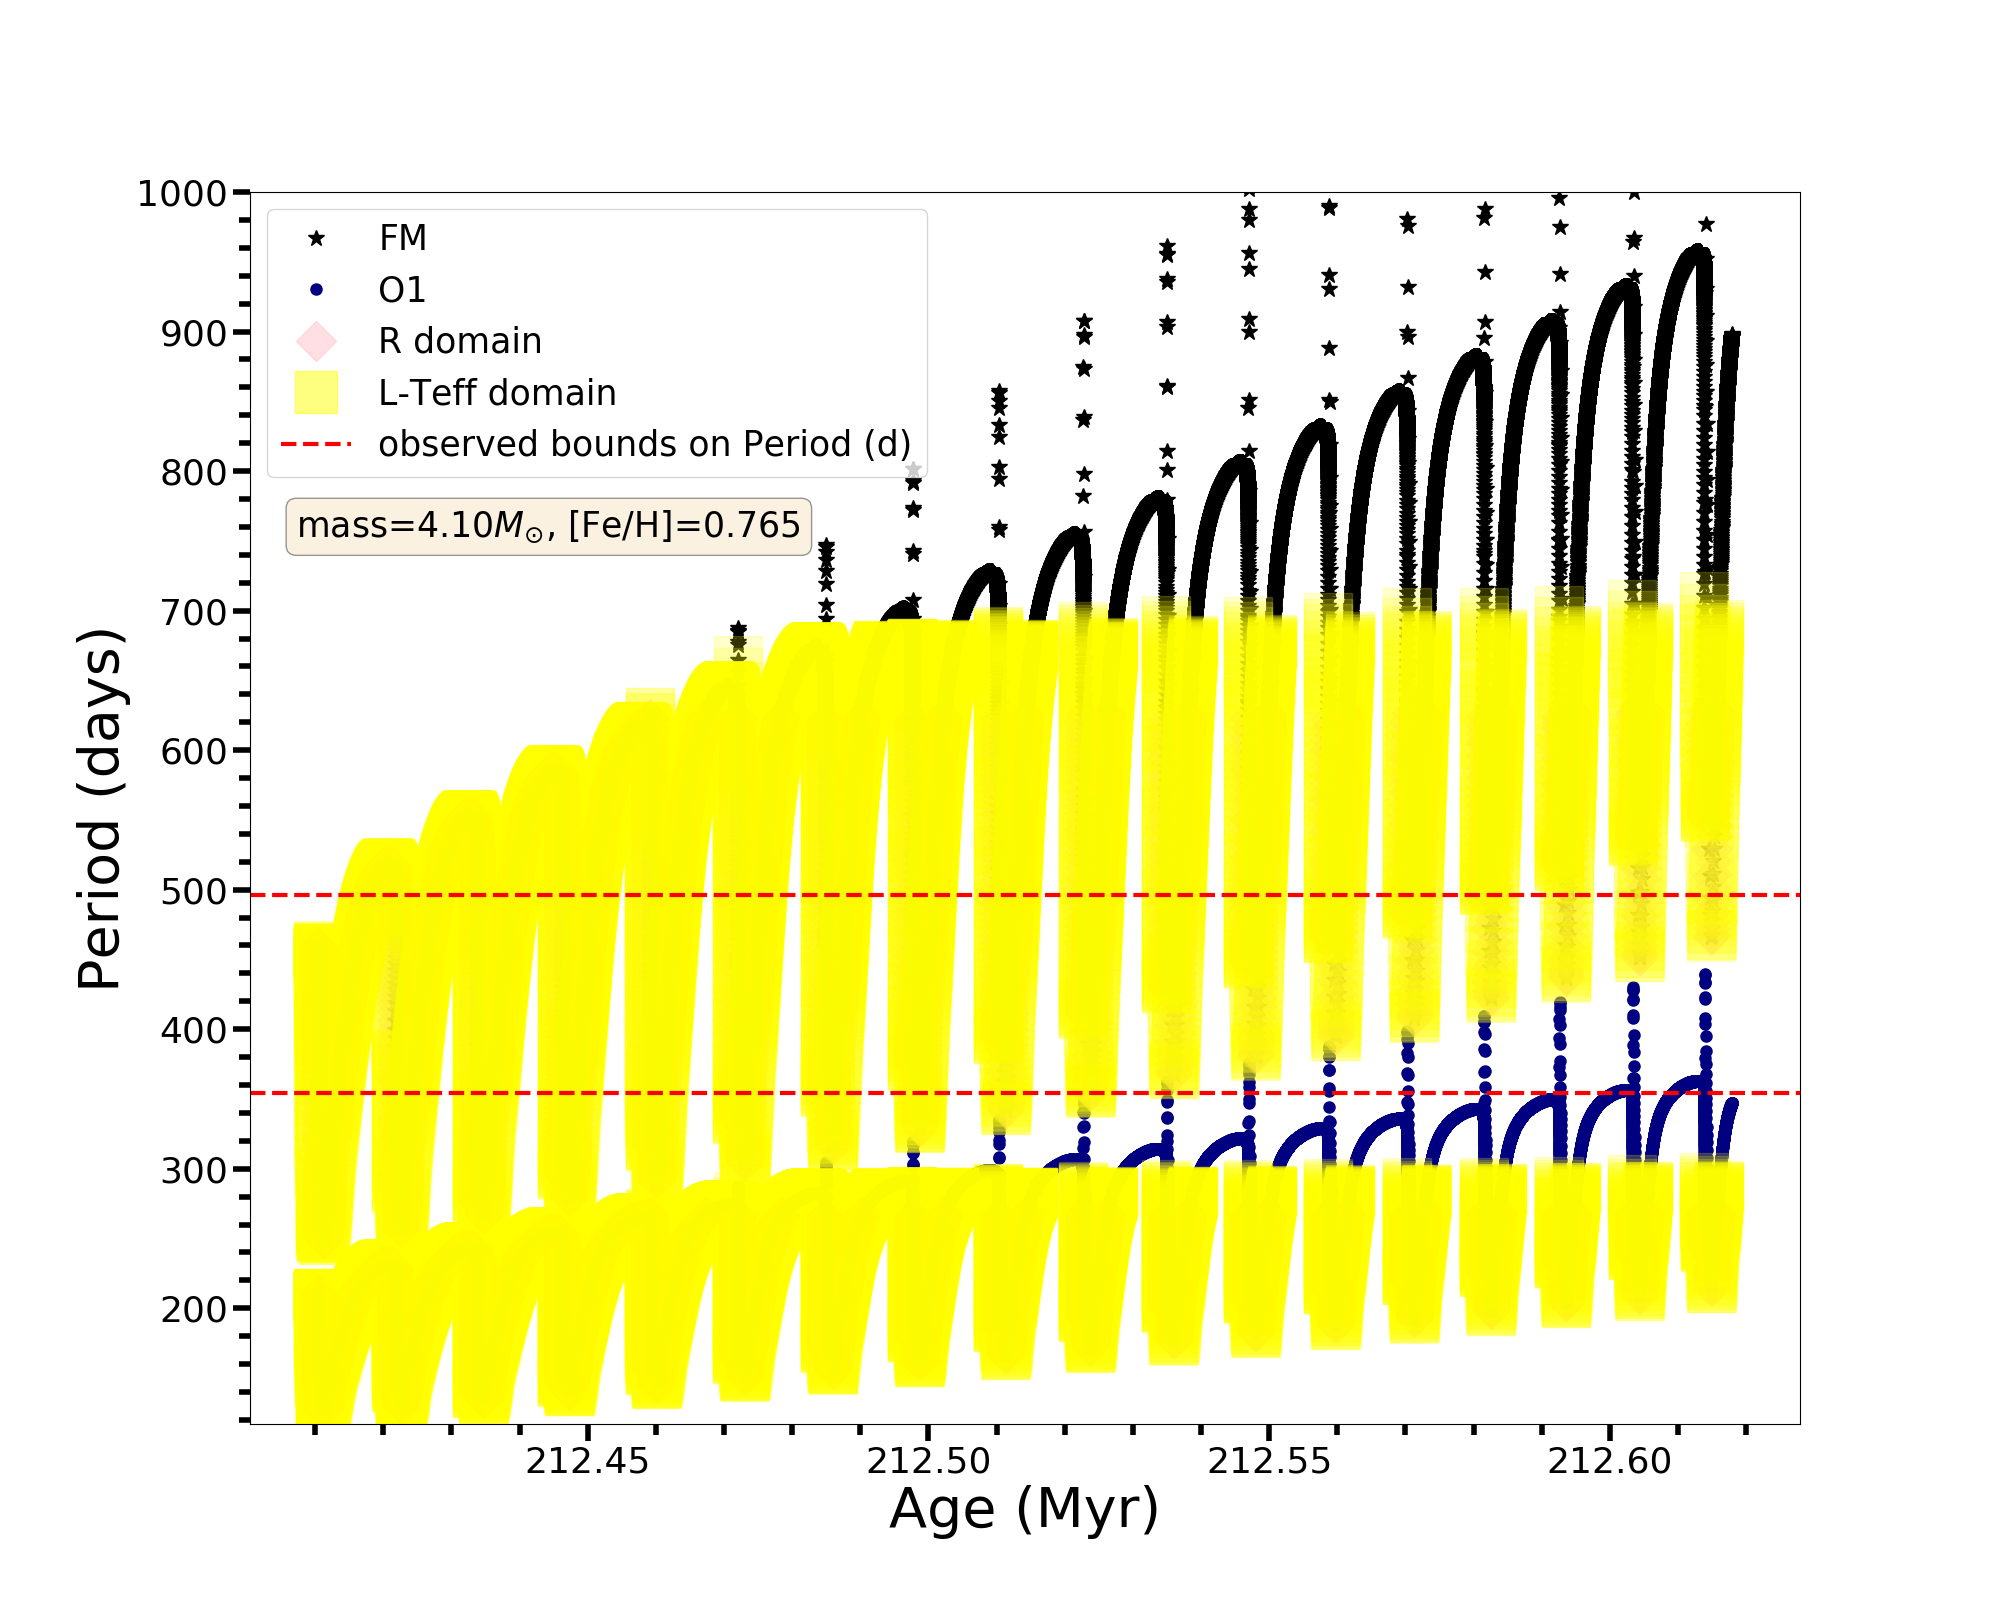 1000
900
800
700
600
500
400
300
200
Period (days)
FM
O1
R domain
L-Teff domain
observed bounds on Period (d)
mass=4.10M⊙, [Fe/H]=0.765
212.45 212.50 212.55 212.60
Age (Myr)